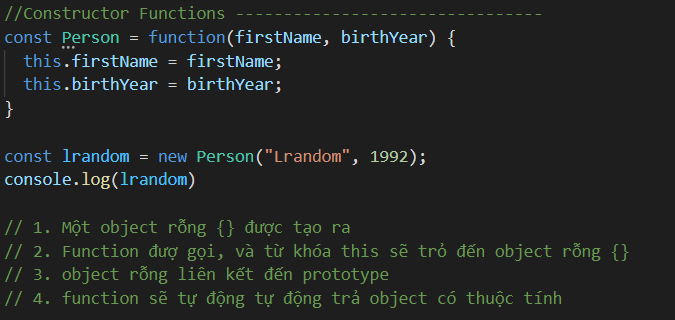 //Constructor Functions -------------------------------
const Person = function(firstName, birthYear) {
this.firstName = firstName;
this.birthYear = birthYear;
}
const lrandom = new Person("Lrandom", 1992);
console.log(lrandom)
// 1. Một object rỗng {} được tạo ra
// 2. Function đượ gọi, và từ khóa this sẽ trỏ đến object rỗng {}
// 3. object rỗng liên kết đến prototype
// 4. function sẽ tự động tự động trả object có thuộc tính